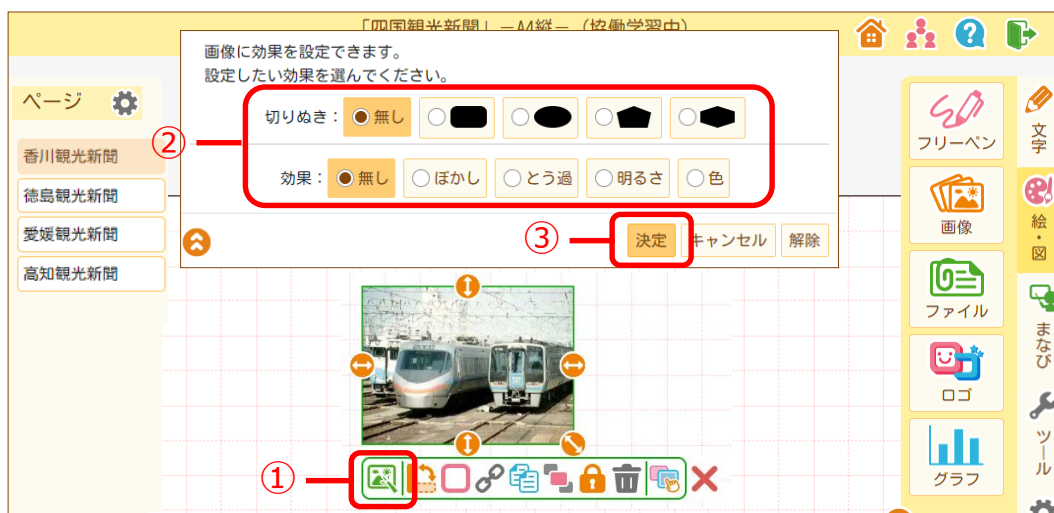 「四国観光新聞」－A4縦－（協働学習中）
画像に効果を設定できます。
設定したい効果を選んでください。
切りぬき：
無し
効果：
無し
ぼかし
とう過
明るさ
色
決定
キャンセル
解除
①
②
③
ページ
香川観光新聞
徳島観光新聞
愛媛観光新聞
高知観光新聞
フリーペン
画像
ファイル
ロゴ
グラフ
文字
絵・図
まなび
ツール